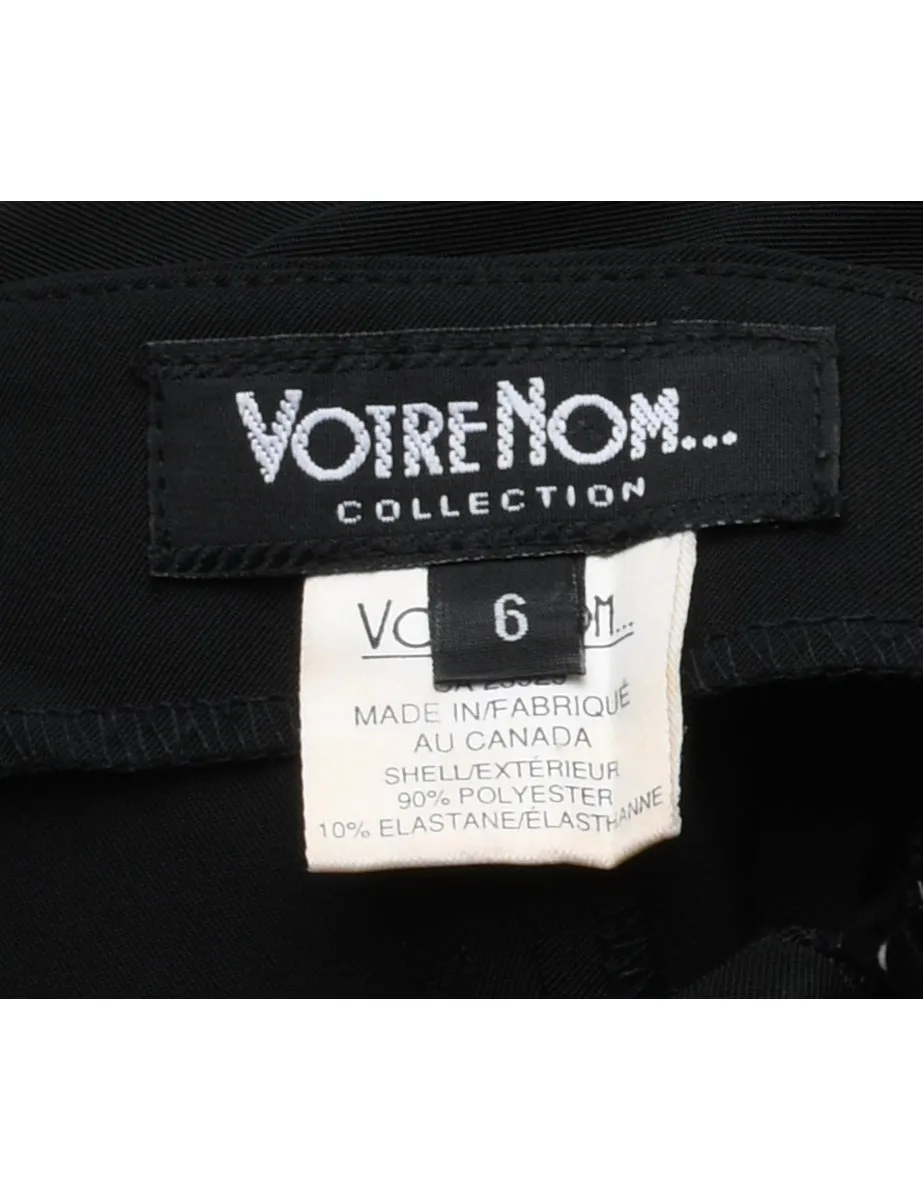 VOTRE NOM...
COLLECTION
6
MADE IN/FABRIQUÉ
AU CANADA
SHELL/EXTÉRIEUR
90% POLYESTER
10% ELASTANE/ÉLASTHANNE